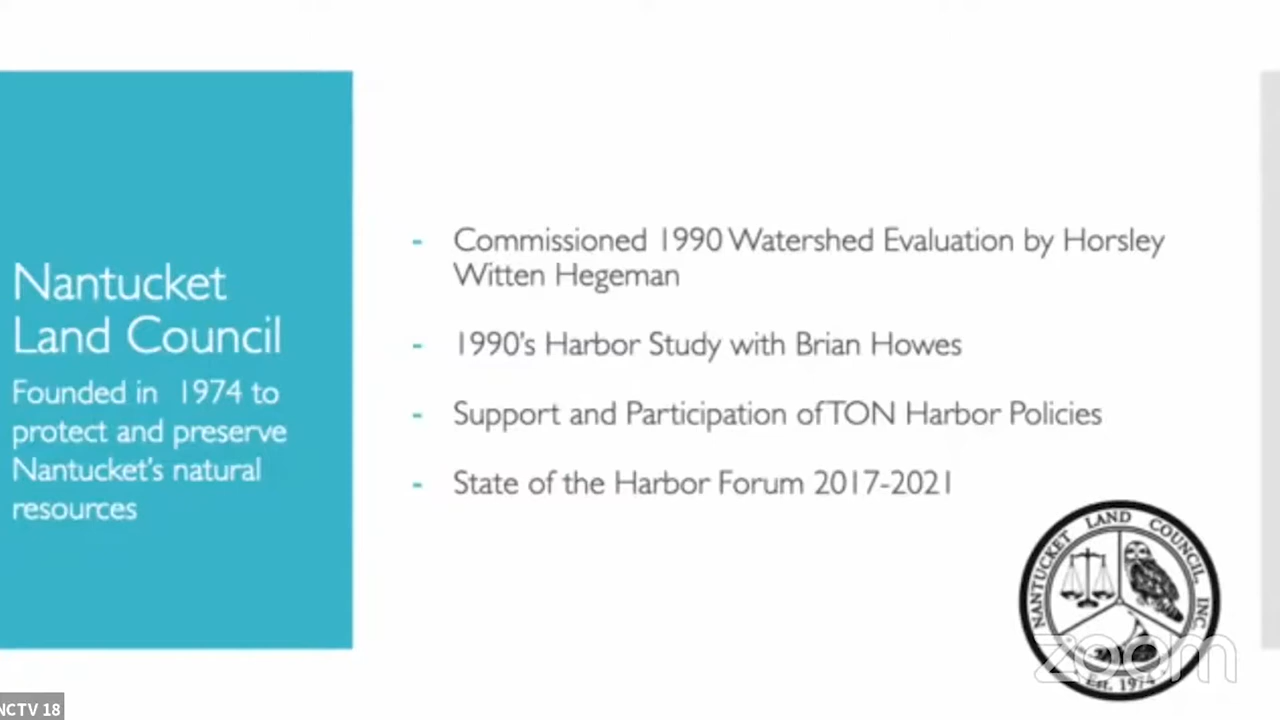 Nantucket
Land Council
Founded in 1974 to
protect and preserve
Nantucket's natural
resources
- Commissioned 1990 Watershed Evaluation by Horsley
Witten Hegeman
- 1990's Harbor Study with Brian Howes
- Support and Participation of TON Harbor Policies
- State of the Harbor Forum 2017-2021
NANTUCKET LAND COUNCIL, INC.
Est. 1974
zoom
NCTV 18